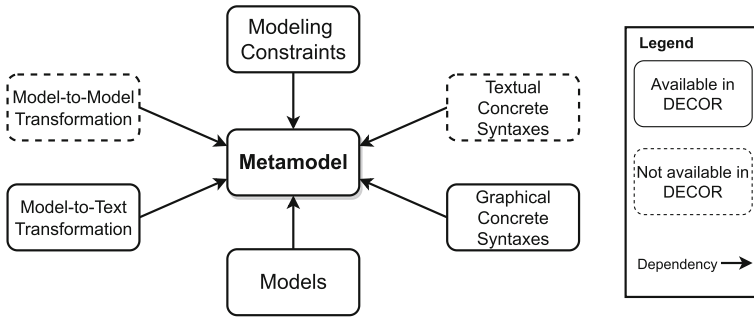 Modeling
Constraints
Model-to-Model
Transformation
Textual
Concrete
Syntaxes
Metamodel
Model-to-Text
Transformation
Graphical
Concrete
Syntaxes
Models
Legend
Available in
DECOR
Not available in
DECOR
Dependency